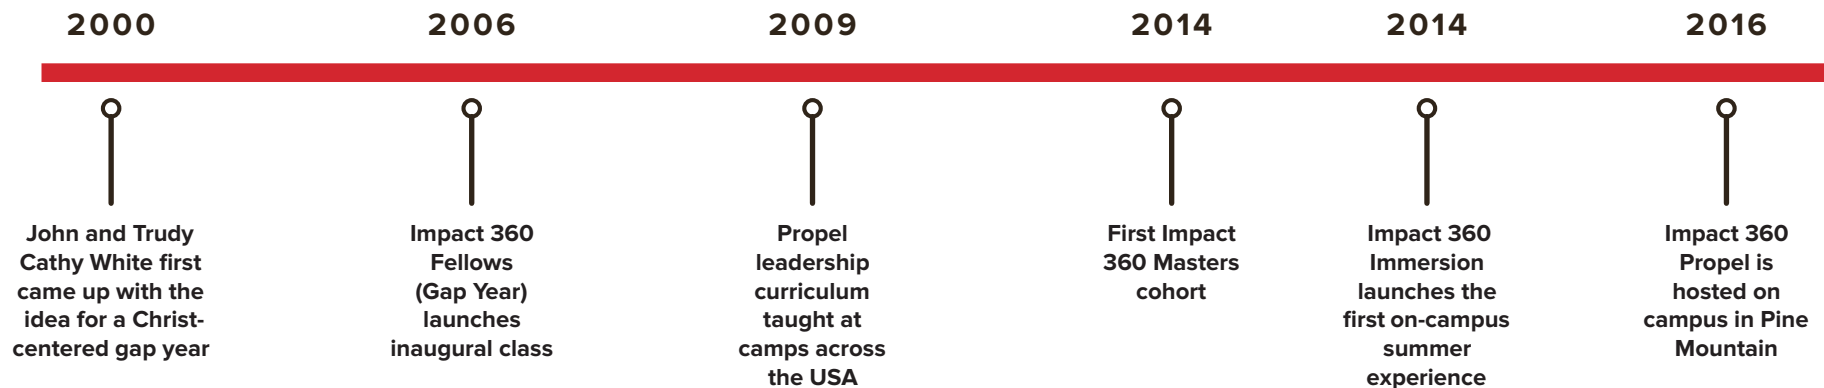 2000
John and Trudy
Cathy White first
came up with the
idea for a Christ-
centered gap year
2006
Impact 360
Fellows
(Gap Year)
launches
inaugural class
2009
Propel
leadership
curriculum
taught at
camps across
the USA
2014
First Impact
360 Masters
cohort
2014
Impact 360
Immersion
launches the
first on-campus
summer
experience
2016
Impact 360
Propel is
hosted on
campus in Pine
Mountain